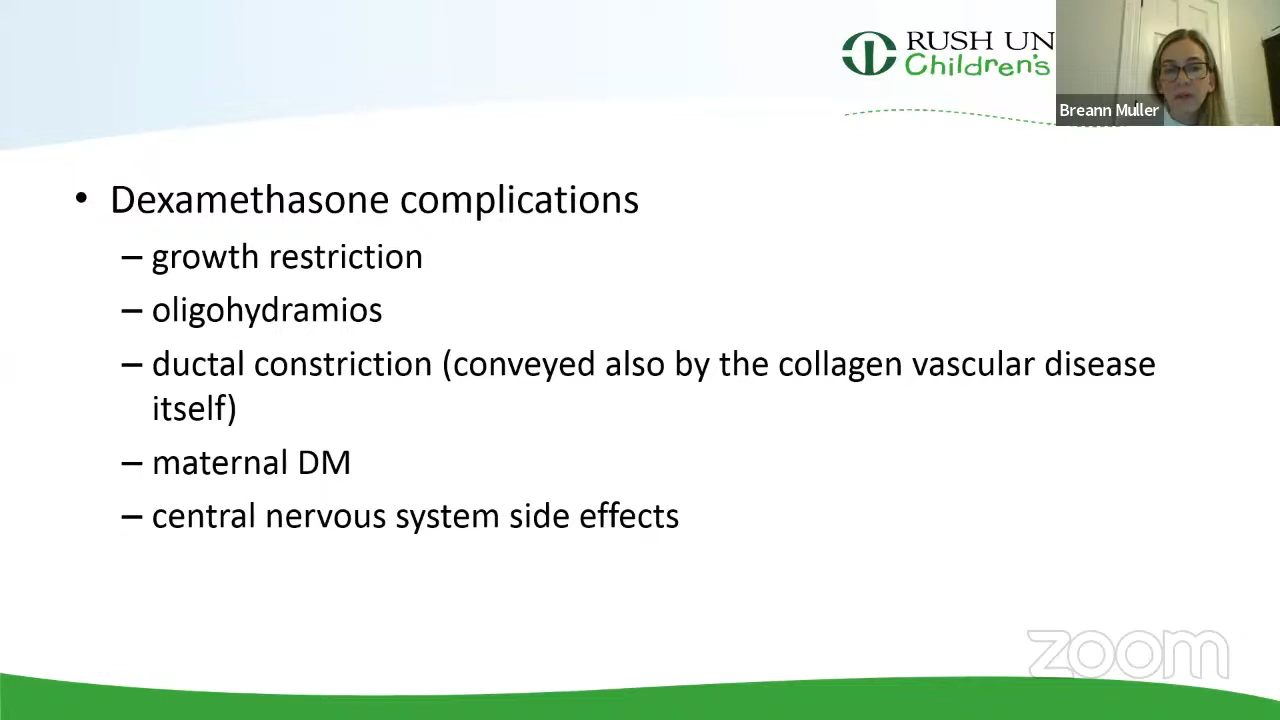 RUSH UN
Children's
Breann Muller
• Dexamethasone complications
– growth restriction
– oligohydramios
– ductal constriction (conveyed also by the collagen vascular disease
itself)
– maternal DM
– central nervous system side effects
zoom